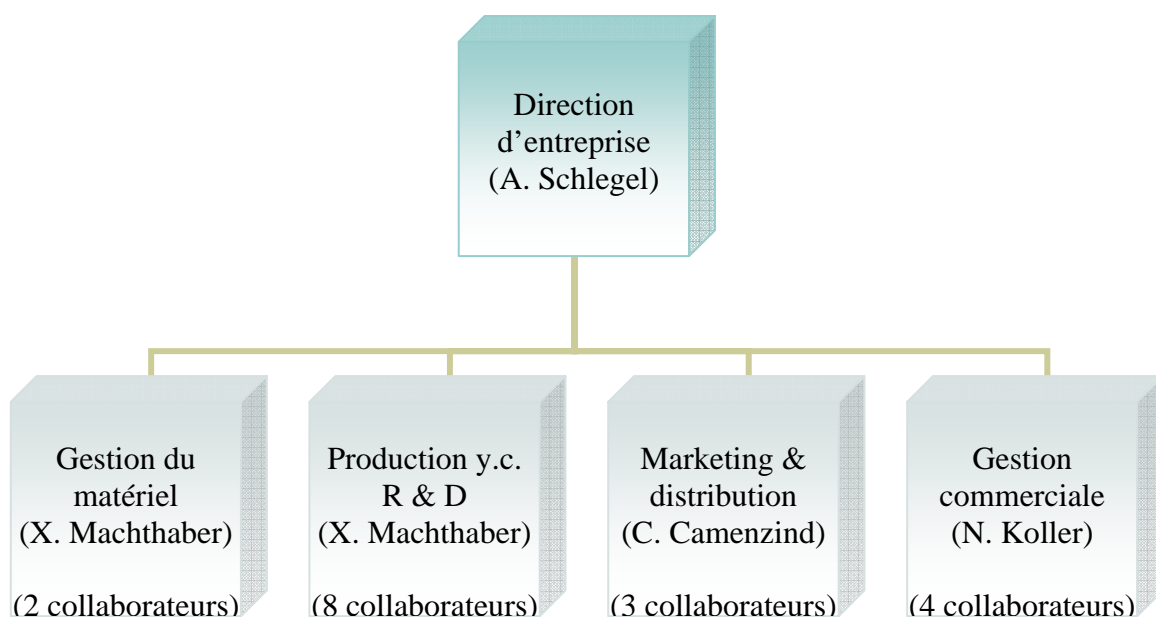 Direction
d’entreprise
(A. Schlegel)
Gestion du
matériel
(X. Machthaber)
(2 collaborateurs)
Production y.c.
R & D
(X. Machthaber)
(8 collaborateurs)
Marketing &
distribution
(C. Camenzind)
(3 collaborateurs)
Gestion
commerciale
(N. Koller)
(4 collaborateurs)